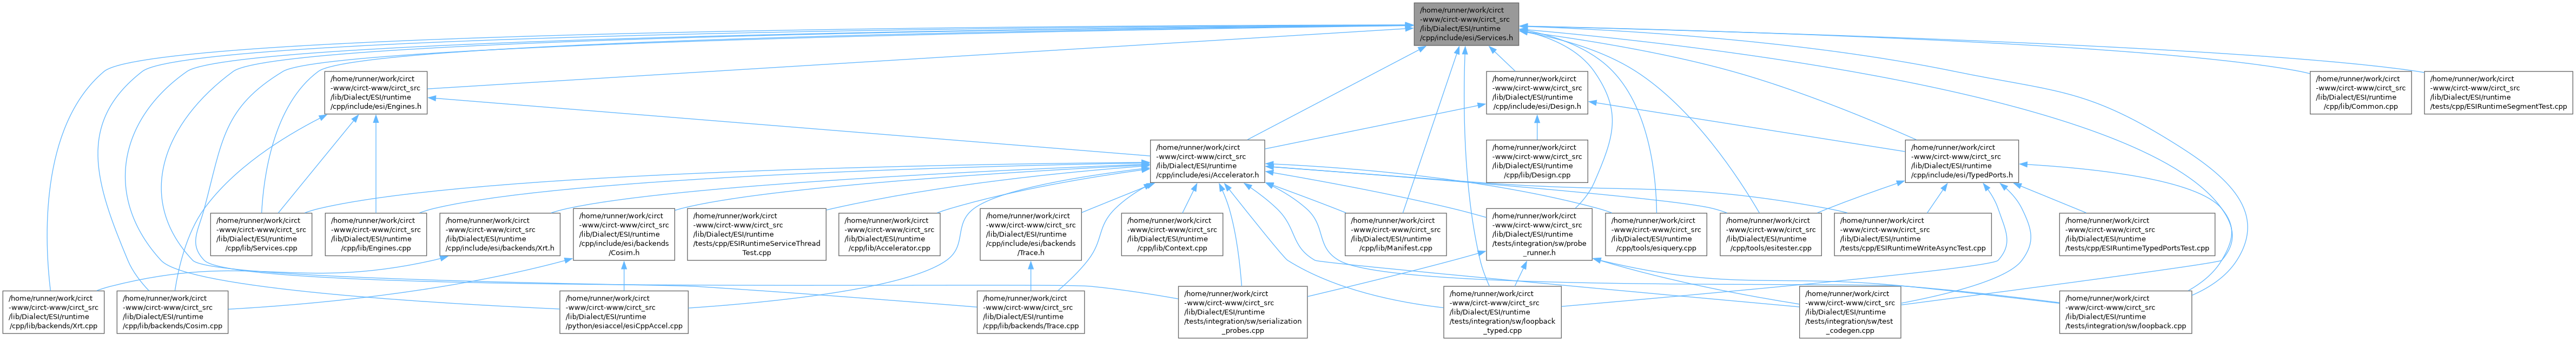 /home/runner/work/circt
-www/circt-www/circt_src
/lib/Dialect/ESI/runtime
/cpp/include/esi/Services.h
/home/runner/work/circt
-www/circt-www/circt_src
/lib/Dialect/ESI/runtime
/cpp/include/esi/Engines.h
/home/runner/work/circt
-www/circt-www/circt_src
/lib/Dialect/ESI/runtime
/cpp/include/esi/Design.h
/home/runner/work/circt
-www/circt-www/circt_src
/lib/Dialect/ESI/runtime
/cpp/lib/Common.cpp
/home/runner/work/circt
-www/circt-www/circt_src
/lib/Dialect/ESI/runtime
/tests/cpp/ESIRuntimeSegmentTest.cpp
/home/runner/work/circt
-www/circt-www/circt_src
/lib/Dialect/ESI/runtime
/cpp/include/esi/Accelerator.h
/home/runner/work/circt
-www/circt-www/circt_src
/lib/Dialect/ESI/runtime
/cpp/lib/Design.cpp
/home/runner/work/circt
-www/circt-www/circt_src
/lib/Dialect/ESI/runtime
/cpp/include/esi/TypedPorts.h
/home/runner/work/circt
-www/circt-www/circt_src
/lib/Dialect/ESI/runtime
/cpp/lib/Services.cpp
/home/runner/work/circt
-www/circt-www/circt_src
/lib/Dialect/ESI/runtime
/cpp/lib/Engines.cpp
/home/runner/work/circt
-www/circt-www/circt_src
/lib/Dialect/ESI/runtime
/cpp/include/esi/backends/Xrt.h
/home/runner/work/circt
-www/circt-www/circt_src
/lib/Dialect/ESI/runtime
/cpp/include/esi/backends
/Cosim.h
/home/runner/work/circt
-www/circt-www/circt_src
/lib/Dialect/ESI/runtime
/tests/cpp/ESIRuntimeServiceThread
Test.cpp
/home/runner/work/circt
-www/circt-www/circt_src
/lib/Dialect/ESI/runtime
/cpp/lib/Accelerator.cpp
/home/runner/work/circt
-www/circt-www/circt_src
/lib/Dialect/ESI/runtime
/cpp/include/esi/backends
/Trace.h
/home/runner/work/circt
-www/circt-www/circt_src
/lib/Dialect/ESI/runtime
/cpp/lib/Context.cpp
/home/runner/work/circt
-www/circt-www/circt_src
/lib/Dialect/ESI/runtime
/cpp/lib/Manifest.cpp
/home/runner/work/circt
-www/circt-www/circt_src
/lib/Dialect/ESI/runtime
/tests/integration/sw/probe
_runner.h
/home/runner/work/circt
-www/circt-www/circt_src
/lib/Dialect/ESI/runtime
/cpp/tools/esiquery.cpp
/home/runner/work/circt
-www/circt-www/circt_src
/lib/Dialect/ESI/runtime
/cpp/tools/esitester.cpp
/home/runner/work/circt
-www/circt-www/circt_src
/lib/Dialect/ESI/runtime
/tests/cpp/ESIRuntimeWriteAsyncTest.cpp
/home/runner/work/circt
-www/circt-www/circt_src
/lib/Dialect/ESI/runtime
/tests/cpp/ESIRuntimeTypedPortsTest.cpp
/home/runner/work/circt
-www/circt-www/circt_src
/lib/Dialect/ESI/runtime
/cpp/lib/backends/Xrt.cpp
/home/runner/work/circt
-www/circt-www/circt_src
/lib/Dialect/ESI/runtime
/cpp/lib/backends/Cosim.cpp
/home/runner/work/circt
-www/circt-www/circt_src
/lib/Dialect/ESI/runtime
/python/esiaccel/esiCppAccel.cpp
/home/runner/work/circt
-www/circt-www/circt_src
/lib/Dialect/ESI/runtime
/cpp/lib/backends/Trace.cpp
/home/runner/work/circt
-www/circt-www/circt_src
/lib/Dialect/ESI/runtime
/tests/integration/sw/serialization
_probes.cpp
/home/runner/work/circt
-www/circt-www/circt_src
/lib/Dialect/ESI/runtime
/tests/integration/sw/loopback
_typed.cpp
/home/runner/work/circt
-www/circt-www/circt_src
/lib/Dialect/ESI/runtime
/tests/integration/sw/test
_codegen.cpp
/home/runner/work/circt
-www/circt-www/circt_src
/lib/Dialect/ESI/runtime
/tests/integration/sw/loopback.cpp